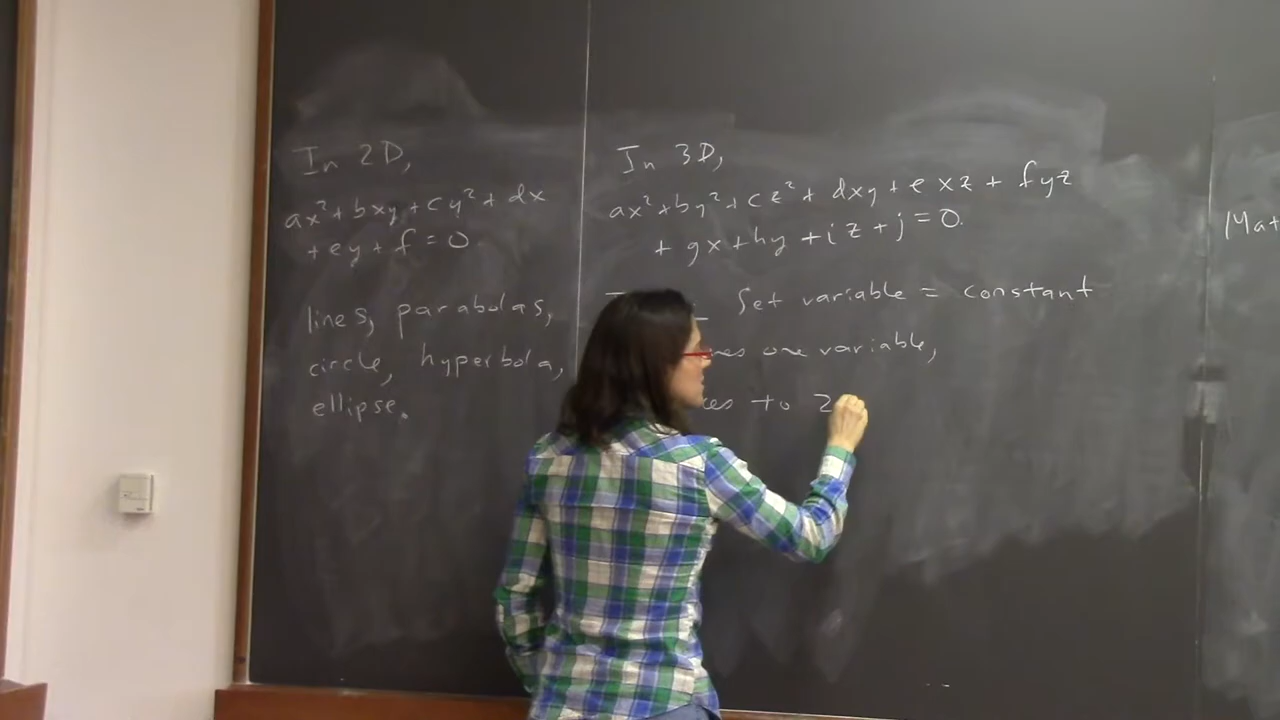 In 2D,
ax²+bxy+cy²+dx
+ey+f=0.
lines, parabolas,
circle, hyperbola,
ellipse.
In 3D,
ax²+by²+cz²+dxy+exz+fyz
+gx+hy+iz+j=0.
Set variable = constant
one variable,
to 2